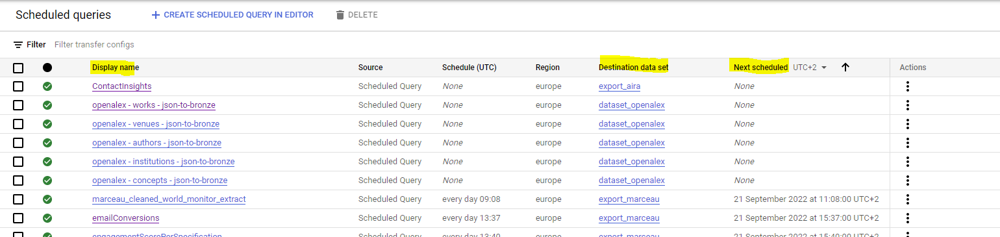 Scheduled queries + CREATE SCHEDULED QUERY IN EDITOR DELETE
Filter Filter transfer configs
Display name Source Schedule (UTC) Region Destination data set Next scheduled UTC+2 Actions
ContactInsights Scheduled Query None europe export_aira None
openalex - works - json-to-bronze Scheduled Query None europe dataset_openalex None
openalex - venues - json-to-bronze Scheduled Query None europe dataset_openalex None
openalex - authors - json-to-bronze Scheduled Query None europe dataset_openalex None
openalex - institutions - json-to-bronze Scheduled Query None europe dataset_openalex None
openalex - concepts - json-to-bronze Scheduled Query None europe dataset_openalex None
marceau_cleaned_world_monitor_extract Scheduled Query every day 09:08 europe export_marceau 21 September 2022 at 11:08:00 UTC+2
emailConversions Scheduled Query every day 13:37 europe export_marceau 21 September 2022 at 15:37:00 UTC+2
engagementScorePerSpecification Scheduled Query every day 13:40 europe export_marceau 21 September 2022 at 15:40:00 UTC+2